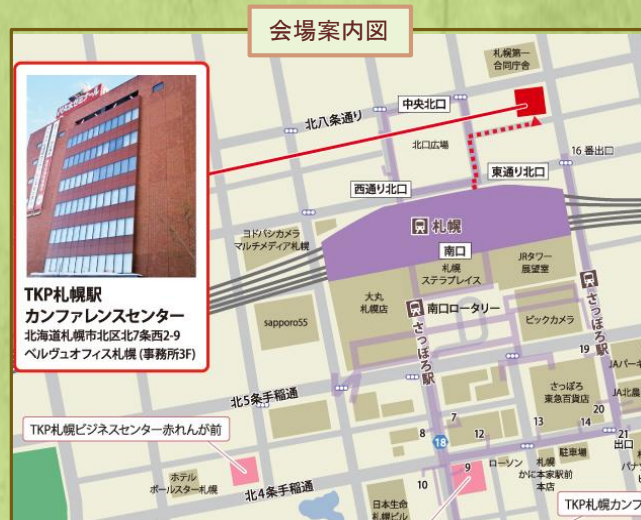 会場案内図
札幌第一
合同庁舎
中央北口
北八条通り
北口広場
16番出口
東通り北口
西通り北口
札幌
ヨドバシカメラ
マルチメディア札幌
南口
札幌
ステラプレイス
JRタワー
展望室
TKP札幌駅
カンファレンスセンター
北海道札幌市北区北7条西2-9
ベルヴュオフィス札幌(事務所3F)
大丸
札幌店
南口ロータリー
さっぽろ駅
ビックカメラ
さっぽろ駅
sapporo55
19
JAパーキ
北5条手稲通
さっぽろ
東急百貨店
JA北農
20
TKP札幌ビジネスセンター赤れんが前
7
8
18
12
13
14
21
出口
駐車場
ホテル
ポールスター札幌
北4条手稲通
9
10
ローソン
札幌
かに本家駅前
本店
日本生命
札幌ビル
パナソ
TKP札幌カンフ